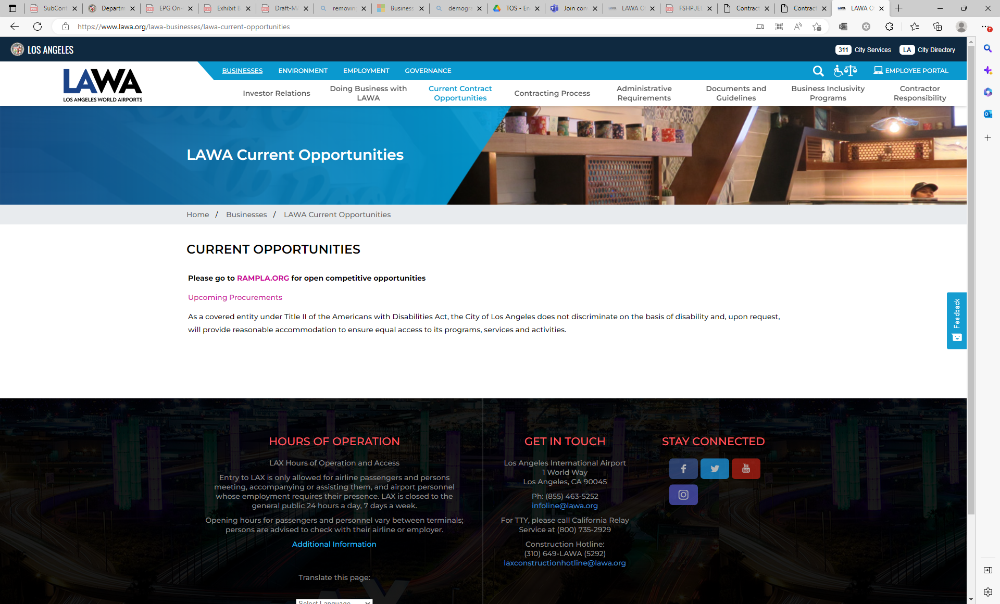 SubCont
Departm
EPG On-
Exhibit B
Draft-MA
removin
Business
demogra
TOS - En
Join con
LAWA O
FSHPJED
Contract
Contract
LAWA O
https://www.lawa.org/lawa-businesses/lawa-current-opportunities
LOS ANGELES
311 City Services LA City Directory
LAWA
LOS ANGELES WORLD AIRPORTS
BUSINESSES ENVIRONMENT EMPLOYMENT GOVERNANCE
EMPLOYEE PORTAL
Investor Relations
Doing Business with
LAWA
Current Contract
Opportunities
Contracting Process
Administrative
Requirements
Documents and
Guidelines
Business Inclusivity
Programs
Contractor
Responsibility
LAWA Current Opportunities
Home / Businesses / LAWA Current Opportunities
CURRENT OPPORTUNITIES
Please go to RAMPLA.ORG for open competitive opportunities
Upcoming Procurements
As a covered entity under Title II of the Americans with Disabilities Act, the City of Los Angeles does not discriminate on the basis of disability and, upon request,
will provide reasonable accommodation to ensure equal access to its programs, services and activities.
Feedback
HOURS OF OPERATION
LAX Hours of Operation and Access
Entry to LAX is only allowed for airline passengers and persons
meeting, accompanying or assisting them, and airport personnel
whose employment requires their presence. LAX is closed to the
general public 24 hours a day, 7 days a week.
Opening hours for passengers and personnel vary between terminals;
persons are advised to check with their airline or employer.
Additional Information
Translate this page:
Select Language
GET IN TOUCH
Los Angeles International Airport
1 World Way
Los Angeles, CA 90045
Ph: (855) 463-5252
infoline@lawa.org
For TTY, please call California Relay
Service at (800) 735-2929
Construction Hotline:
(310) 649-LAWA (5292)
laxconstructionhotline@lawa.org
STAY CONNECTED
You
Tube